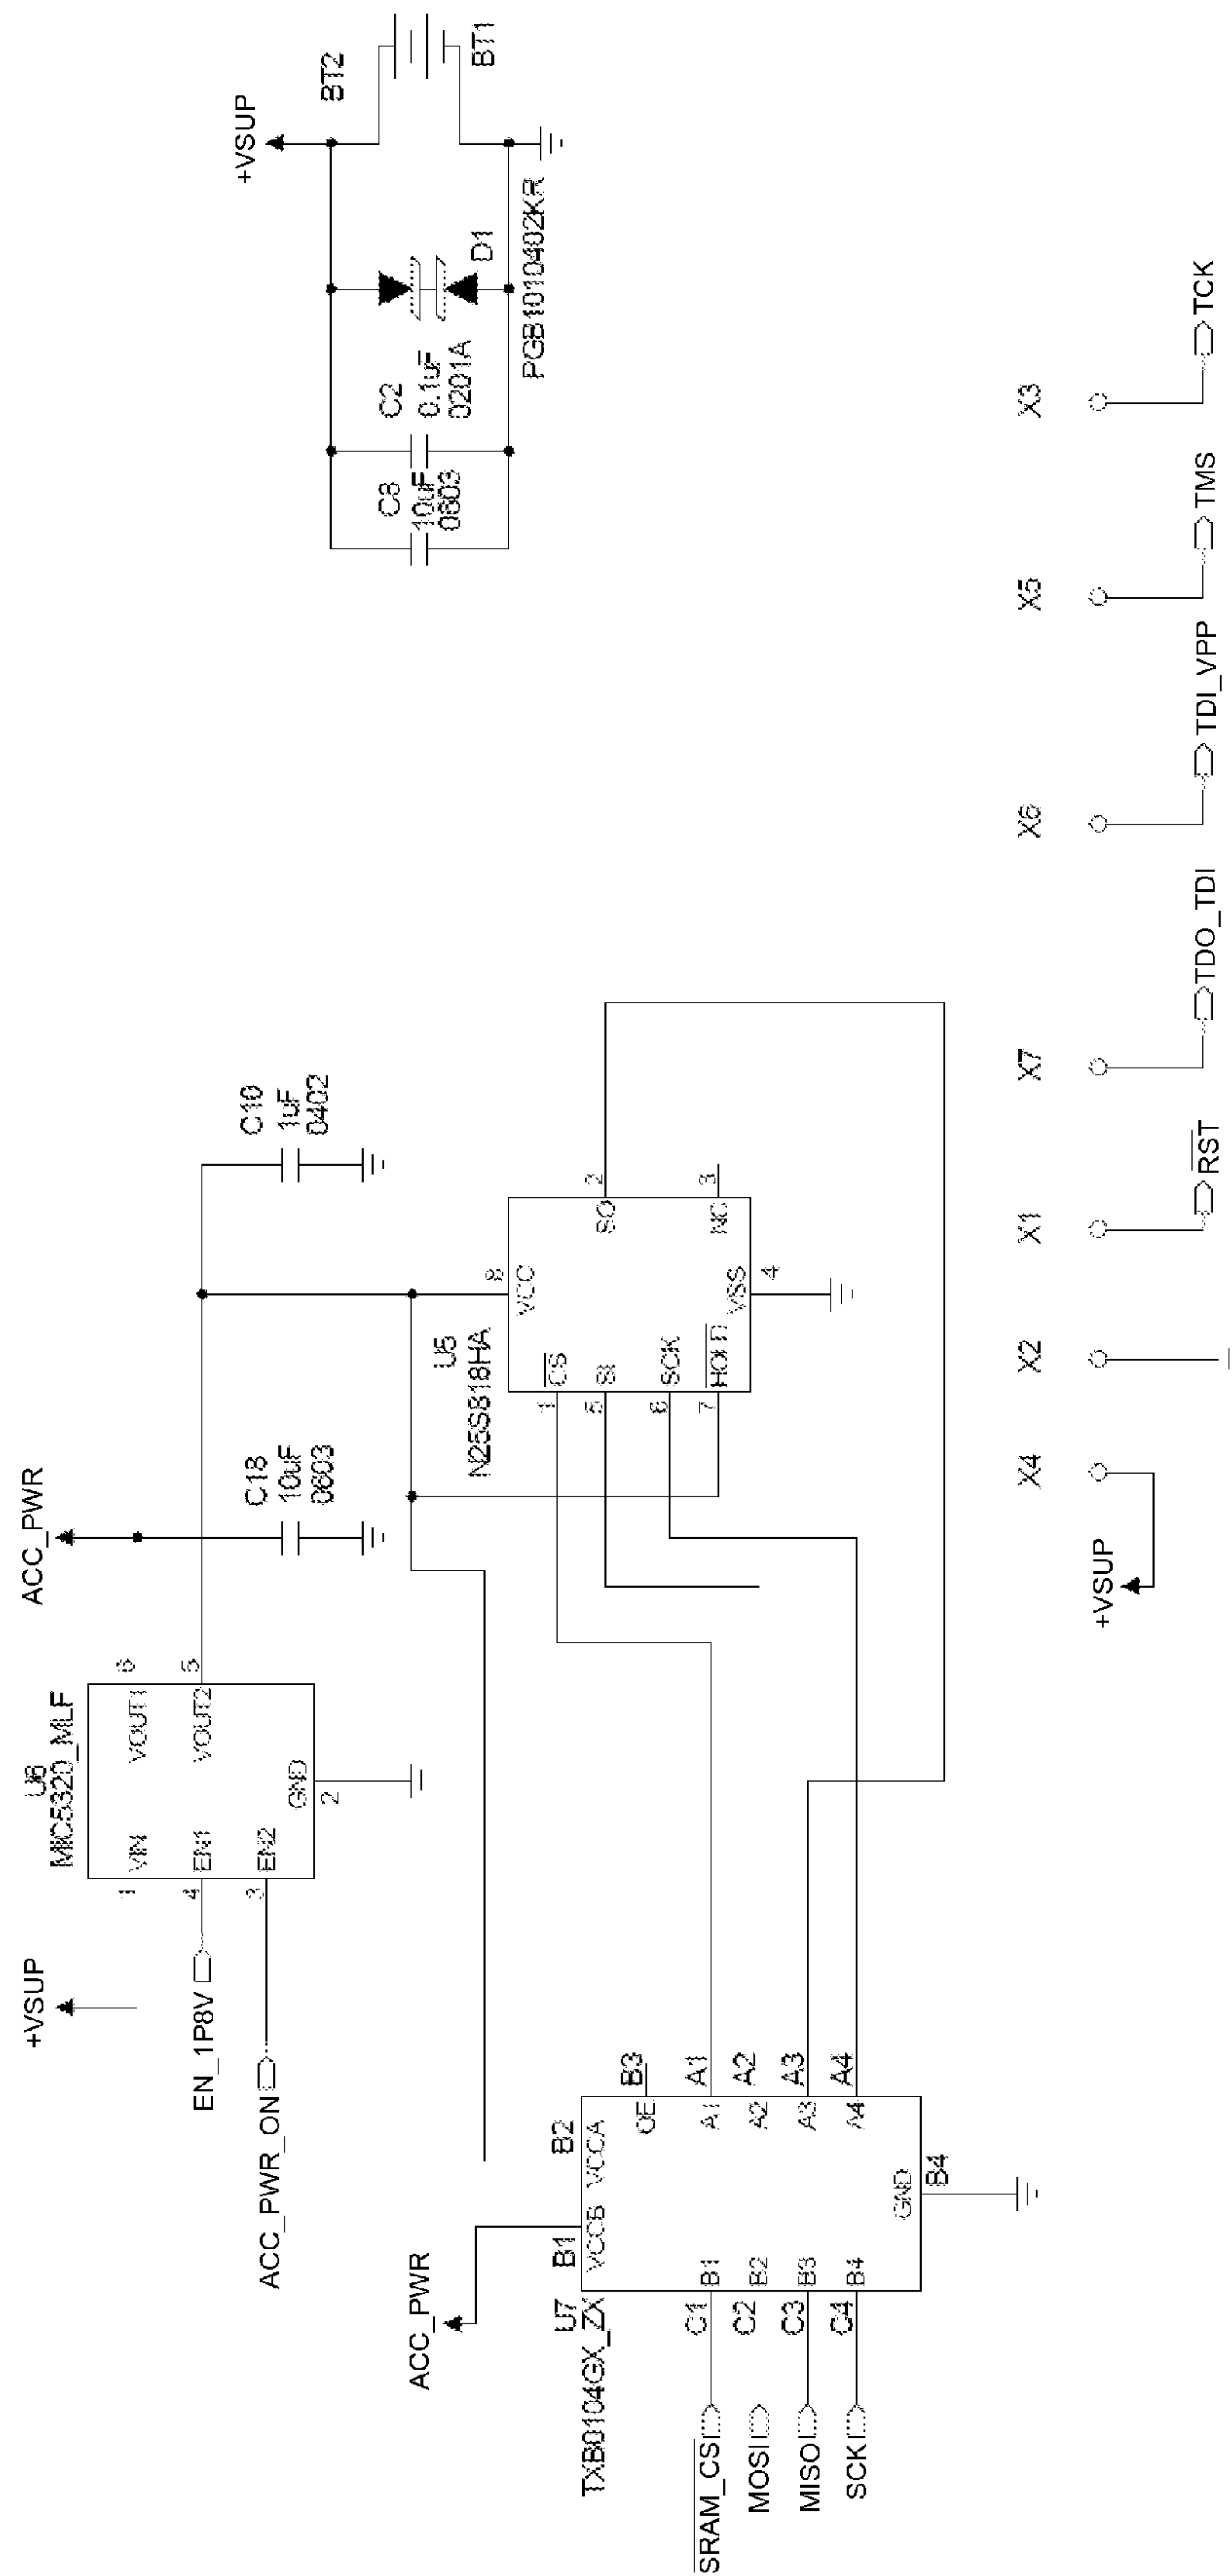 +VSUP
EN_1P8V
ACC_PWR_ON
U6
MIC5320_MLF
1
4
3
VIN
EN1
EN2
VOUT1
VOUT2
GND
2
6
5
ACC_PWR
C18
10uF
0603
C10
1uF
0402
+VSUP
BT2
BT1
C8
10uF
0603
C2
0.1uF
0201A
D1
PGB1010402KR
ACC_PWR
U7
TXB0104GX_ZX
B1
B2
VCCB
VCCA
B3
OE
SRAM_CS
C1
B1
A1
A1
MOSI
C2
B2
A2
A2
MISO
C3
B3
A3
A3
SCK
C4
B4
A4
A4
GND
B4
U5
N25S818HA
8
VCC
1
CS
5
SI
6
SCK
7
HOLD
SO
2
NC
3
VSS
4
X4
X2
X1
X7
X6
X5
X3
+VSUP
RST
TDO_TDI
TDI_VPP
TMS
TCK